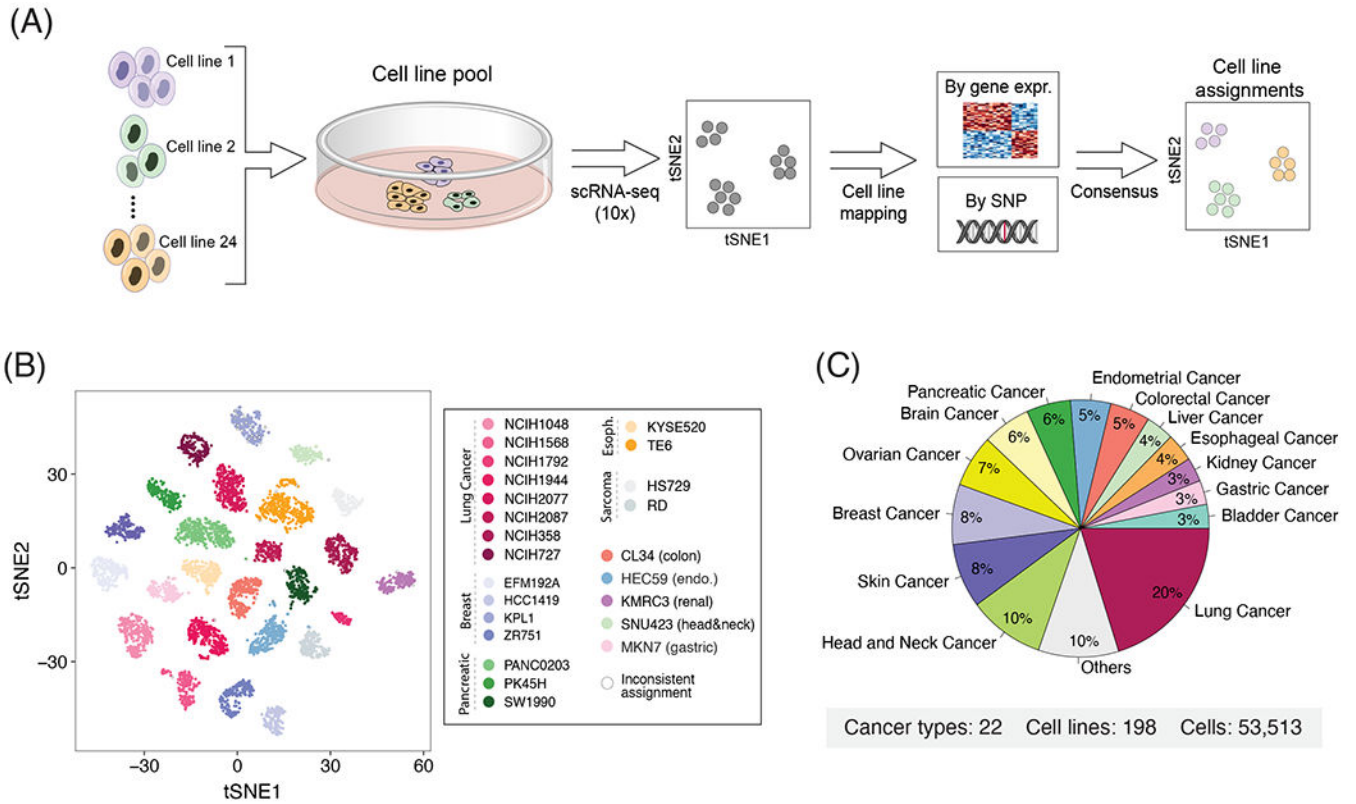 (A)
Cell line 1
Cell line 2
Cell line 24
Cell line pool
scRNA-seq
(10x)
tSNE2
tSNE1
Cell line
mapping
By gene expr.
By SNP
Consensus
Cell line
assignments
tSNE2
tSNE1
(B)
30
0
−30
tSNE2
−30
0
30
60
tSNE1
Lung Cancer
NCIH1048
NCIH1568
NCIH1792
NCIH1944
NCIH2077
NCIH2087
NCIH358
NCIH727
Breast
EFM192A
HCC1419
KPL1
ZR751
Pancreatic
PANC0203
PK45H
SW1990
Esoph.
KYSE520
TE6
Sarcoma
HS729
RD
CL34 (colon)
HEC59 (endo.)
KMRC3 (renal)
SNU423 (head&neck)
MKN7 (gastric)
Inconsistent
assignment
(C)
Endometrial Cancer
5%
Colorectal Cancer
5%
Liver Cancer
4%
Esophageal Cancer
4%
Kidney Cancer
3%
Gastric Cancer
3%
Bladder Cancer
3%
Lung Cancer
20%
Others
10%
Head and Neck Cancer
10%
Skin Cancer
8%
Breast Cancer
8%
Ovarian Cancer
7%
Brain Cancer
6%
Pancreatic Cancer
6%
Cancer types: 22 Cell lines: 198 Cells: 53,513